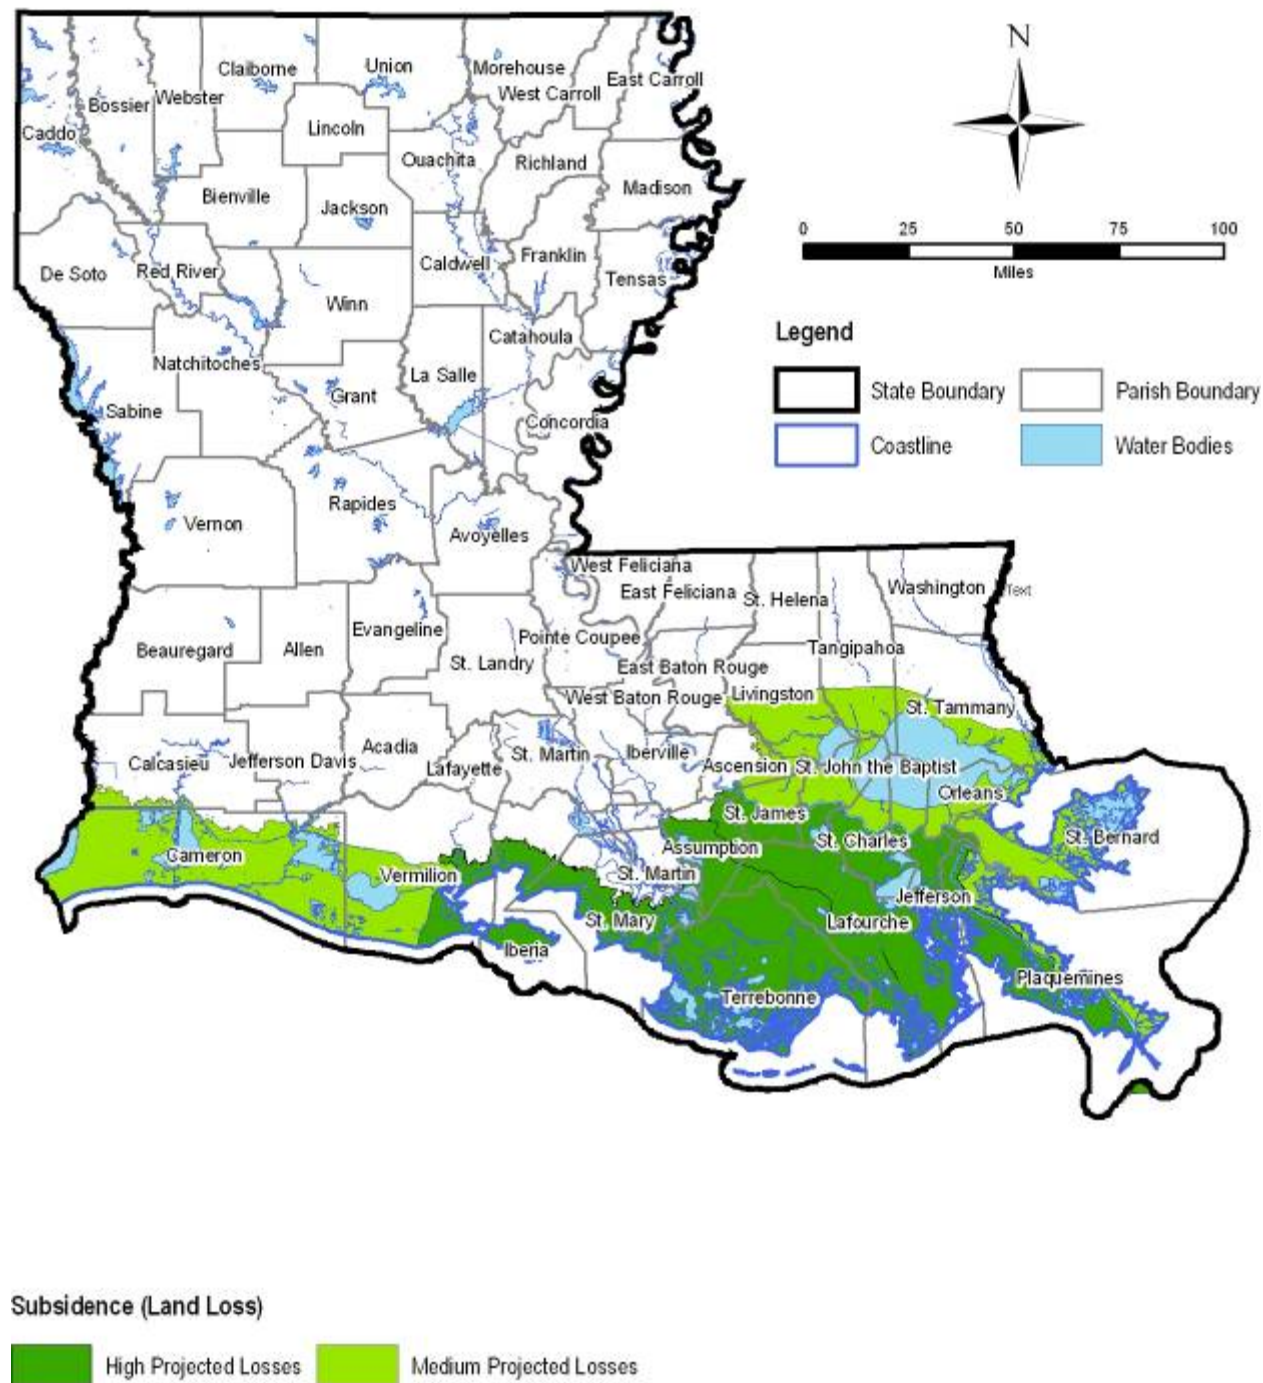 N
Claiborne
Union
Morehouse
West Carroll
East Carroll
Bossier
Webster
Caddo
Lincoln
Ouachita
Richland
Madison
Bienville
Jackson
0 25 50 75 100
Miles
De Soto
Red River
Caldwell
Franklin
Tensas
Winn
Legend
Natchitoches
Catahoula
La Salle
Grant
State Boundary
Parish Boundary
Sabine
Concordia
Coastline
Water Bodies
Rapides
Vernon
Avoyelles
West Feliciana
East Feliciana
St. Helena
Washington
Text
Evangeline
Beauregard
Allen
St. Landry
Pointe Coupee
Tangipahoa
East Baton Rouge
West Baton Rouge
Livingston
St. Tammany
Calcasieu
Jefferson Davis
Acadia
Lafayette
St. Martin
Iberville
Ascension
St. John the Baptist
Orleans
St. James
Cameron
Vermilion
Assumption
St. Charles
St. Bernard
St. Martin
Jefferson
St. Mary
Lafourche
Iberia
Plaquemines
Terrebonne
Subsidence (Land Loss)
High Projected Losses
Medium Projected Losses